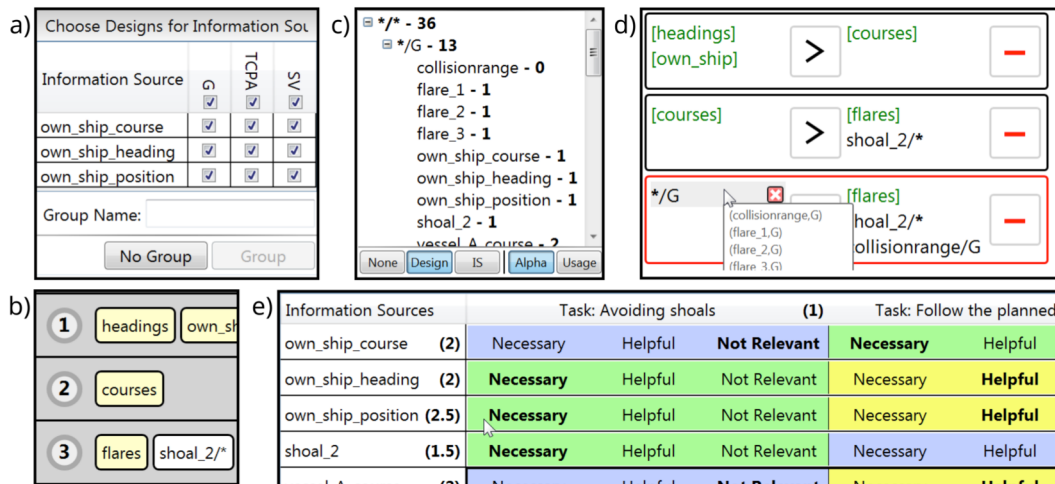 a)
Choose Designs for Information Sou
Information Source G TCPA SV
own_ship_course
own_ship_heading
own_ship_position
Group Name:
No Group Group
b)
1 headings own_sh
2 courses
3 flares shoal_2/*
c)
*/* - 36
*/G - 13
collisionrange - 0
flare_1 - 1
flare_2 - 1
flare_3 - 1
own_ship_course - 1
own_ship_heading - 1
own_ship_position - 1
shoal_2 - 1
vessel_A_course - 2
None Design IS Alpha Usage
d)
[headings] > [courses] −
[own_ship]
[courses] > [flares] −
shoal_2/*
*/G [flares] −
shoal_2/*
collisionrange/G
(collisionrange,G)
(flare_1,G)
(flare_2,G)
(flare_3,G)
e)
Information Sources Task: Avoiding shoals (1) Task: Follow the planned
own_ship_course (2) Necessary Helpful Not Relevant Necessary Helpful
own_ship_heading (2) Necessary Helpful Not Relevant Necessary Helpful
own_ship_position (2.5) Necessary Helpful Not Relevant Necessary Helpful
shoal_2 (1.5) Necessary Helpful Not Relevant Necessary Helpful